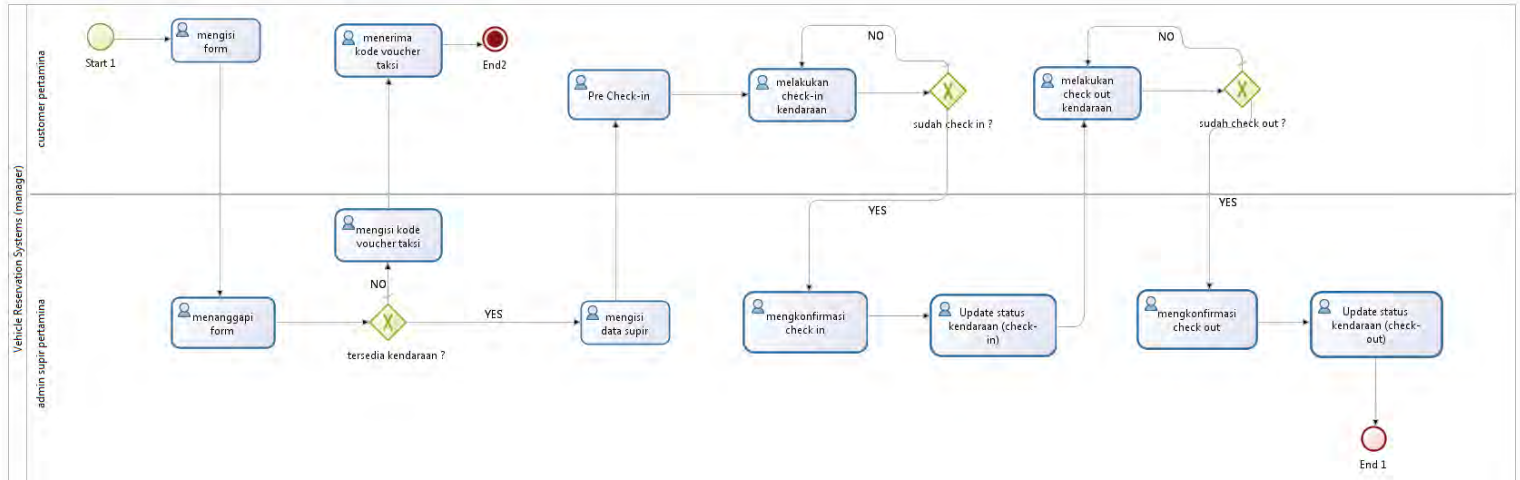 Vehicle Reservation Systems (manager)
customer pertamina
Start 1
mengisi
form
menerima
kode voucher
taksi
End2
Pre Check-in
melakukan
check-in
kendaraan
NO
sudah check in ?
melakukan
check out
kendaraan
NO
sudah check out ?
admin supir pertamina
menanggapi
form
tersedia kendaraan ?
NO
mengisi kode
voucher taksi
YES
mengisi
data supir
YES
mengkonfirmasi
check in
Update status
kendaraan (check-
in)
YES
mengkonfirmasi
check out
Update status
kendaraan (check-
out)
End 1